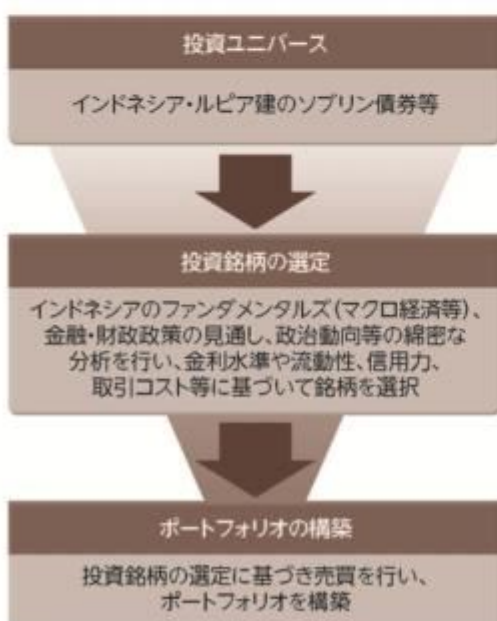 投資ユニバース
インドネシア・ルピア建のソブリン債券等
投資銘柄の選定
インドネシアのファンダメンタルズ(マクロ経済等)、
金融・財政政策の見通し、政治動向等の綿密な
分析を行い、金利水準や流動性、信用力、
取引コスト等に基づいて銘柄を選択
ポートフォリオの構築
投資銘柄の選定に基づき売買を行い、
ポートフォリオを構築